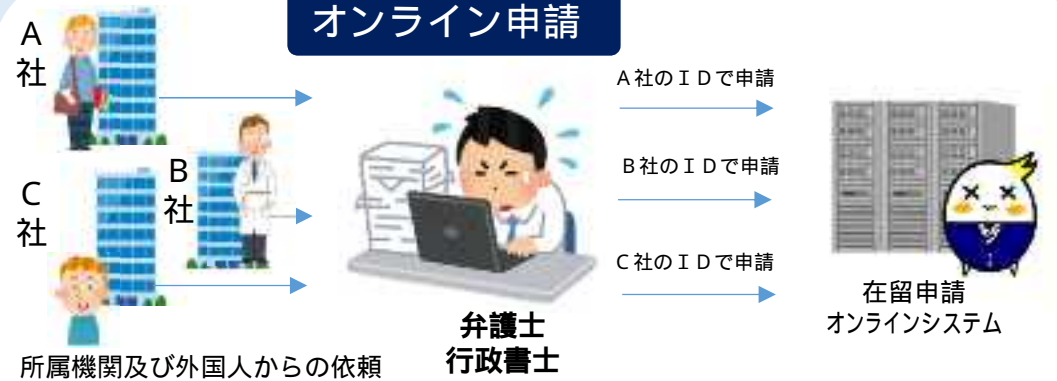 オンライン申請
A
社
B
社
C
社
所属機関及び外国人からの依頼
弁護士
行政書士
A社のIDで申請
B社のIDで申請
C社のIDで申請
在留申請
オンラインシステム